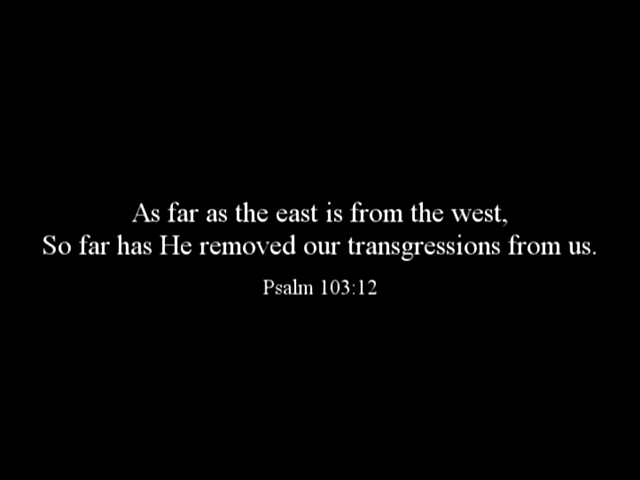 As far as the east is from the west,
So far has He removed our transgressions from us.
Psalm 103:12